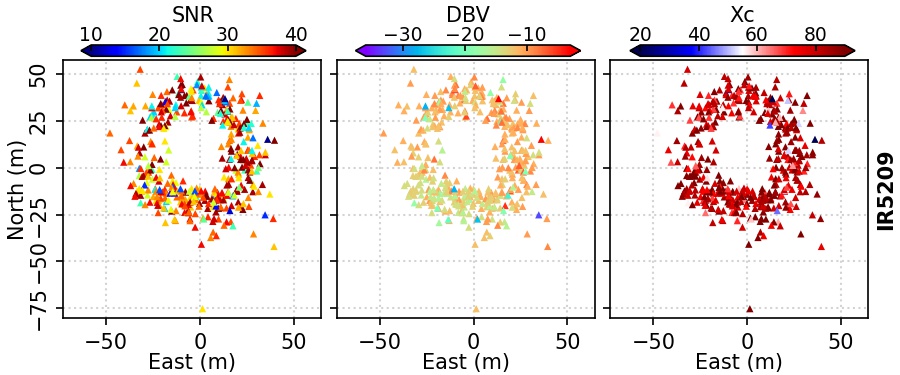 SNR DBV Xc
10 20 30 40 −30 −20 −10 20 40 60 80
50
25
0
−25
−50
−75
North (m)
IR5209
−50 0 50 −50 0 50 −50 0 50
East (m) East (m) East (m)